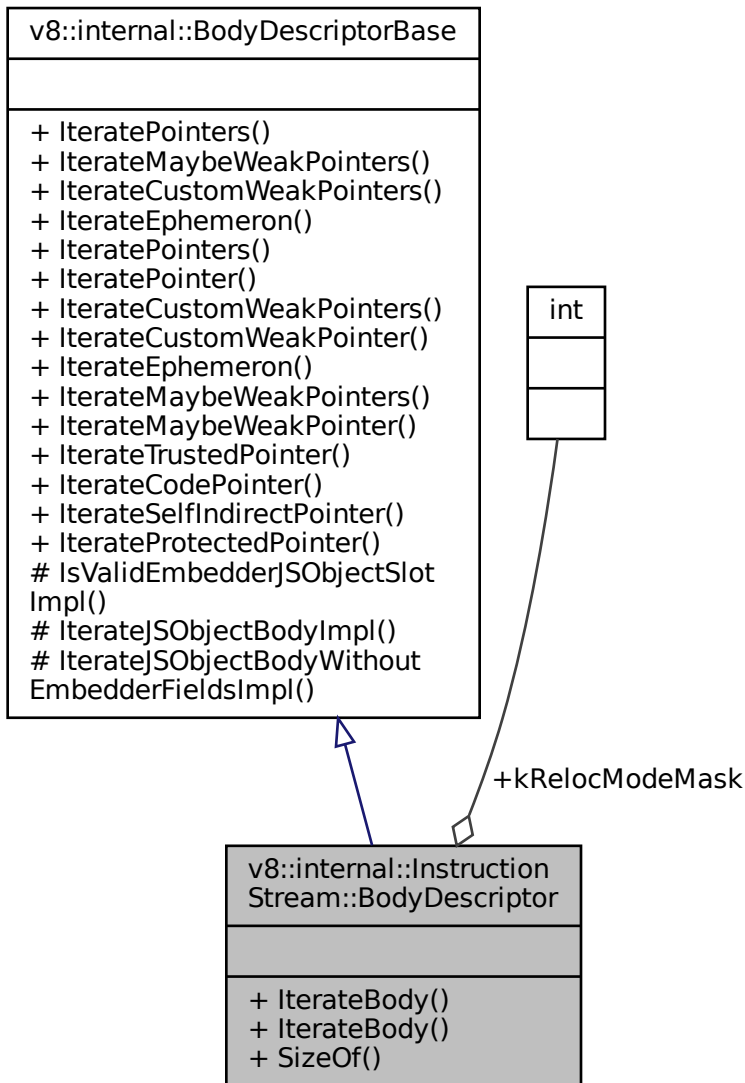 v8::internal::BodyDescriptorBase
+ IteratePointers()
+ IterateMaybeWeakPointers()
+ IterateCustomWeakPointers()
+ IterateEphemeron()
+ IteratePointers()
+ IteratePointer()
+ IterateCustomWeakPointers()
+ IterateCustomWeakPointer()
+ IterateEphemeron()
+ IterateMaybeWeakPointers()
+ IterateMaybeWeakPointer()
+ IterateTrustedPointer()
+ IterateCodePointer()
+ IterateSelfIndirectPointer()
+ IterateProtectedPointer()
# IsValidEmbedderJSObjectSlot
Impl()
# IterateJSObjectBodyImpl()
# IterateJSObjectBodyWithout
EmbedderFieldsImpl()
int
+kRelocModeMask
v8::internal::Instruction
Stream::BodyDescriptor
+ IterateBody()
+ IterateBody()
+ SizeOf()